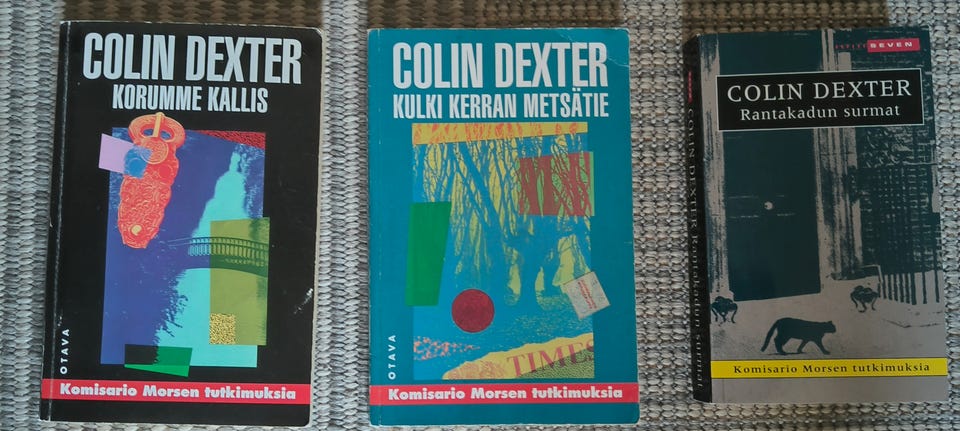 COLIN DEXTER
KORUMME KALLIS
OTAVA
Komisario Morsen tutkimuksia
COLIN DEXTER
KULKI KERRAN METSÄTIE
TIMES
OTAVA
Komisario Morsen tutkimuksia
SEVEN
COLIN DEXTER
Rantakadun surmat
COLIN DEXTER Rantakadun surmat
Komisario Morsen tutkimuksia